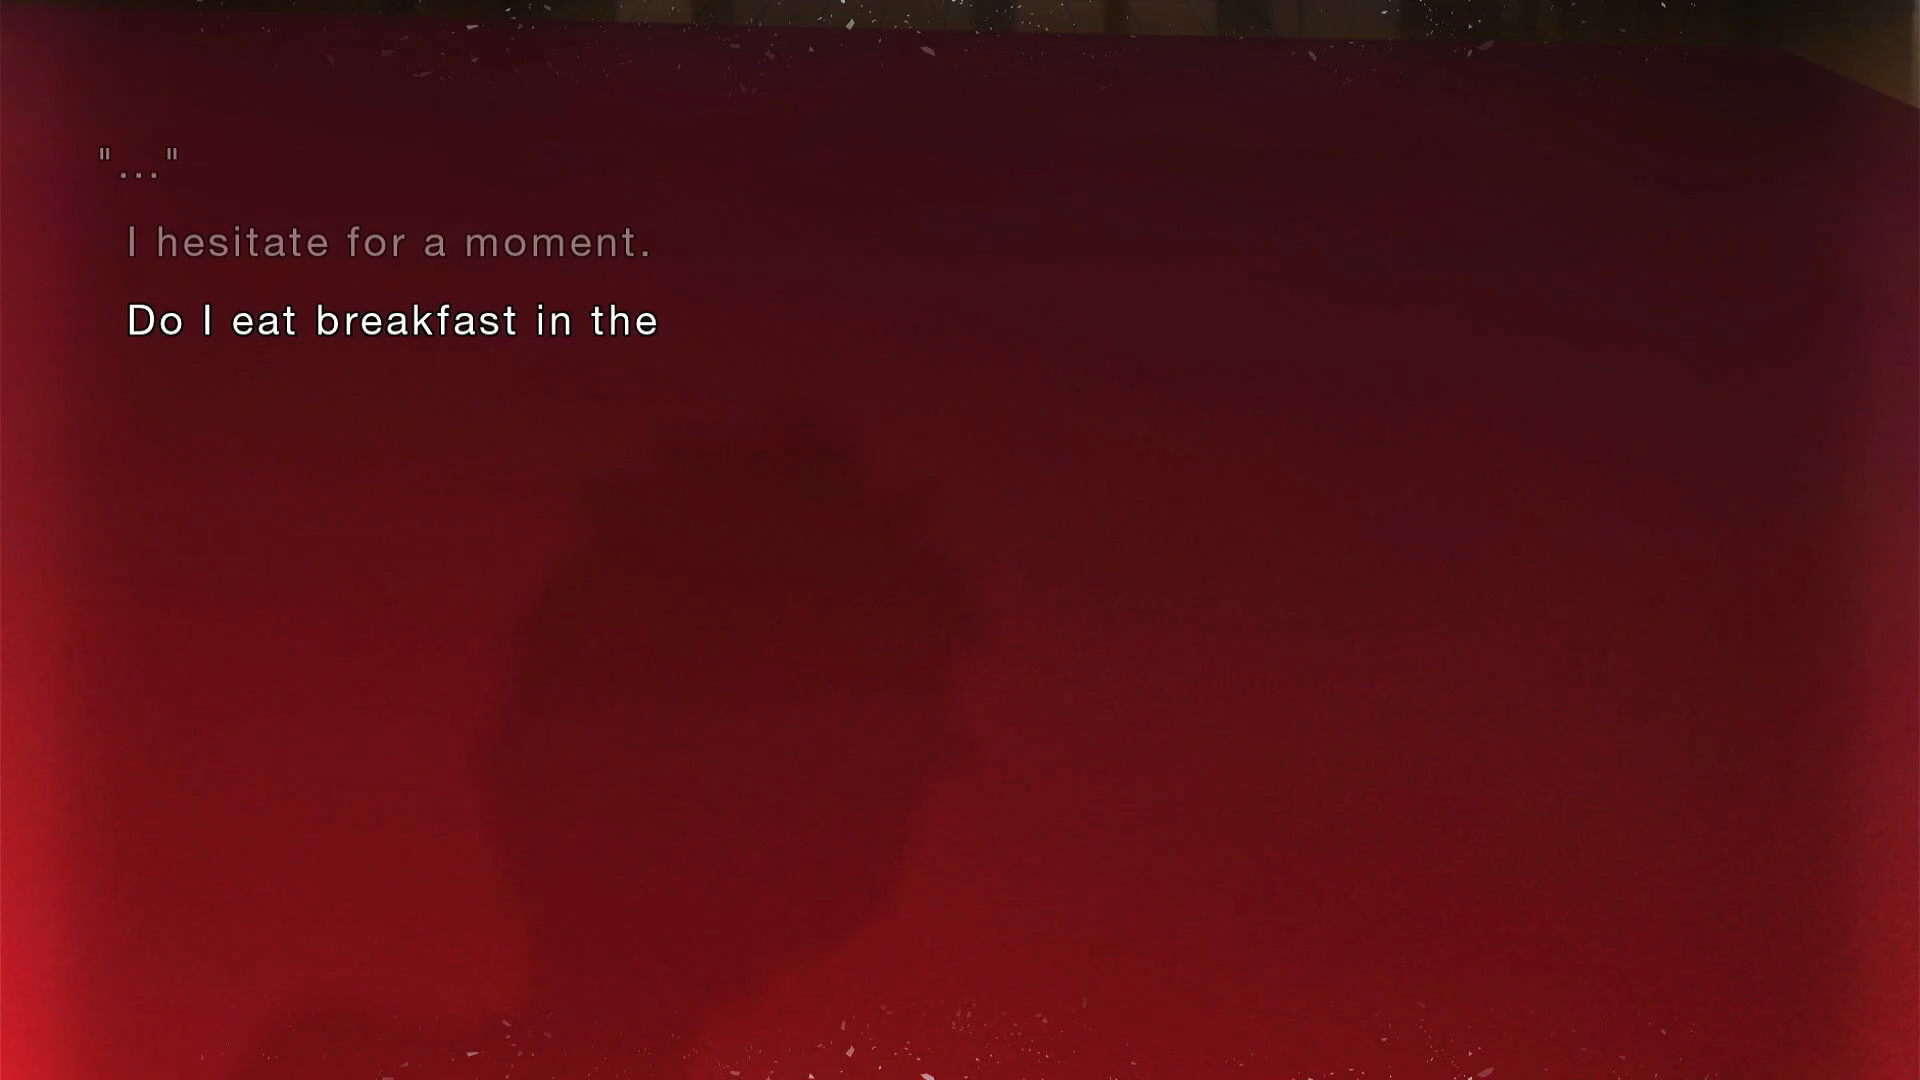 "..."
I hesitate for a moment.
Do I eat breakfast in the